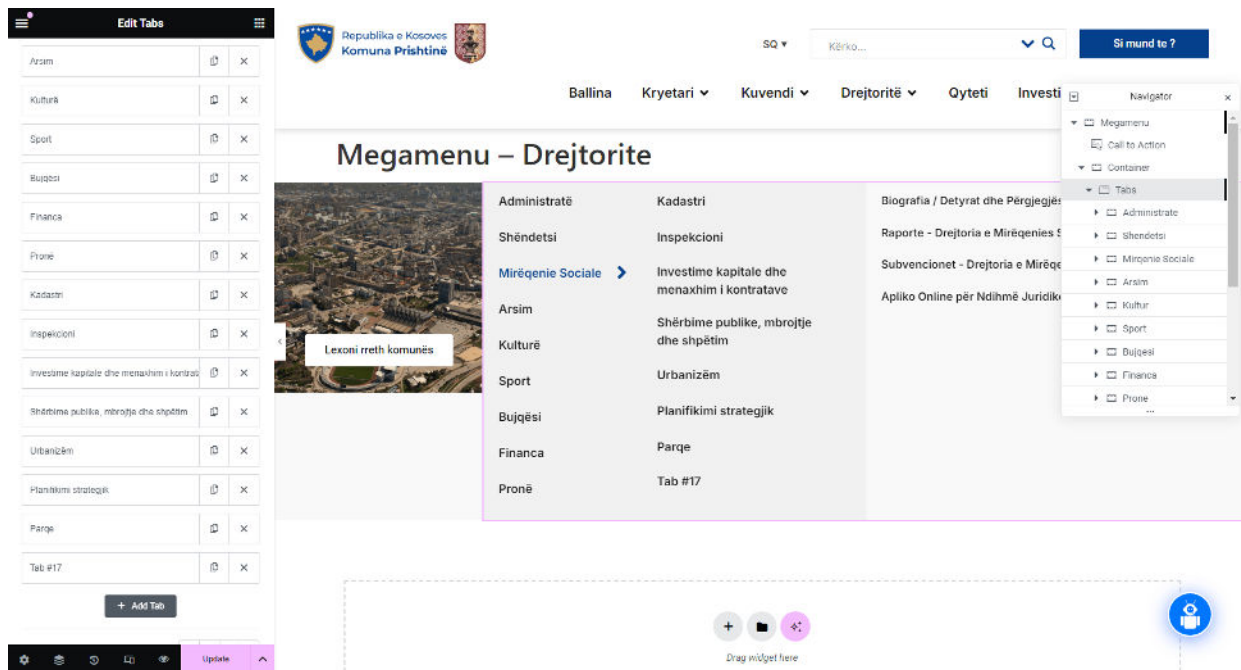 Edit Tabs
Arsim
Kulturë
Sport
Bujqësi
Financa
Pronë
Kadastri
Inspekcioni
Investime kapitale dhe menaxhim i kontrat
Shërbime publike, mbrojtje dhe shpëtim
Urbanizëm
Planifikimi strategjik
Parqe
Tab #17
+ Add Tab
Update
Republika e Kosoves
Komuna Prishtinë
SQ
Kërko...
Si mund te ?
Ballina
Kryetari
Kuvendi
Drejtoritë
Qyteti
Investi
Megamenu – Drejtorite
Lexoni rreth komunës
Administratë
Shëndetsi
Mirëqenie Sociale
Arsim
Kulturë
Sport
Bujqësi
Financa
Pronë
Kadastri
Inspekcioni
Investime kapitale dhe
menaxhim i kontratave
Shërbime publike, mbrojtje
dhe shpëtim
Urbanizëm
Planifikimi strategjik
Parqe
Tab #17
Biografia / Detyrat dhe Përgjegjës
Raporte - Drejtoria e Mirëqenies S
Subvencionet - Drejtoria e Mirëqe
Apliko Online për Ndihmë Juridike
Navigator
Megamenu
Call to Action
Container
Tabs
Administrate
Shendetsi
Mirqenie Sociale
Arsim
Kultur
Sport
Bujqesi
Financa
Prone
Drag widget here